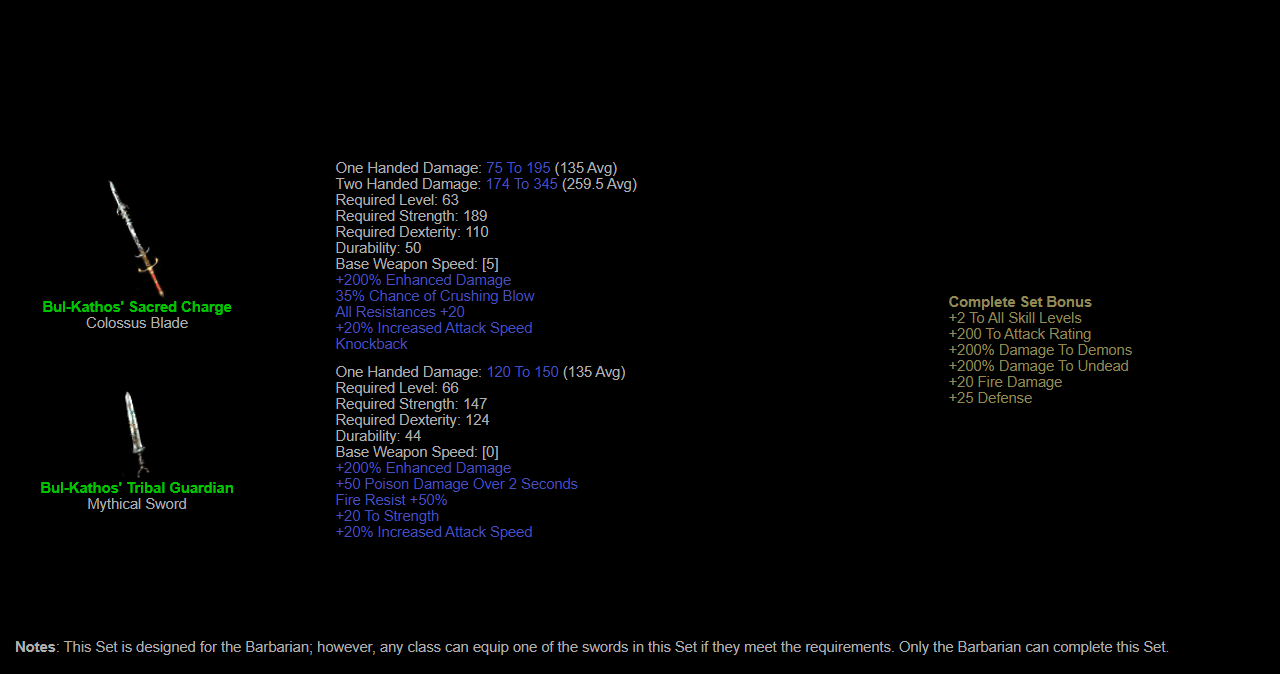 Bul-Kathos' Sacred Charge
Colossus Blade
One Handed Damage: 75 To 195 (135 Avg)
Two Handed Damage: 174 To 345 (259.5 Avg)
Required Level: 63
Required Strength: 189
Required Dexterity: 110
Durability: 50
Base Weapon Speed: [5]
+200% Enhanced Damage
35% Chance of Crushing Blow
All Resistances +20
+20% Increased Attack Speed
Knockback
Bul-Kathos' Tribal Guardian
Mythical Sword
One Handed Damage: 120 To 150 (135 Avg)
Required Level: 66
Required Strength: 147
Required Dexterity: 124
Durability: 44
Base Weapon Speed: [0]
+200% Enhanced Damage
+50 Poison Damage Over 2 Seconds
Fire Resist +50%
+20 To Strength
+20% Increased Attack Speed
Complete Set Bonus
+2 To All Skill Levels
+200 To Attack Rating
+200% Damage To Demons
+200% Damage To Undead
+20 Fire Damage
+25 Defense
Notes: This Set is designed for the Barbarian; however, any class can equip one of the swords in this Set if they meet the requirements. Only the Barbarian can complete this Set.